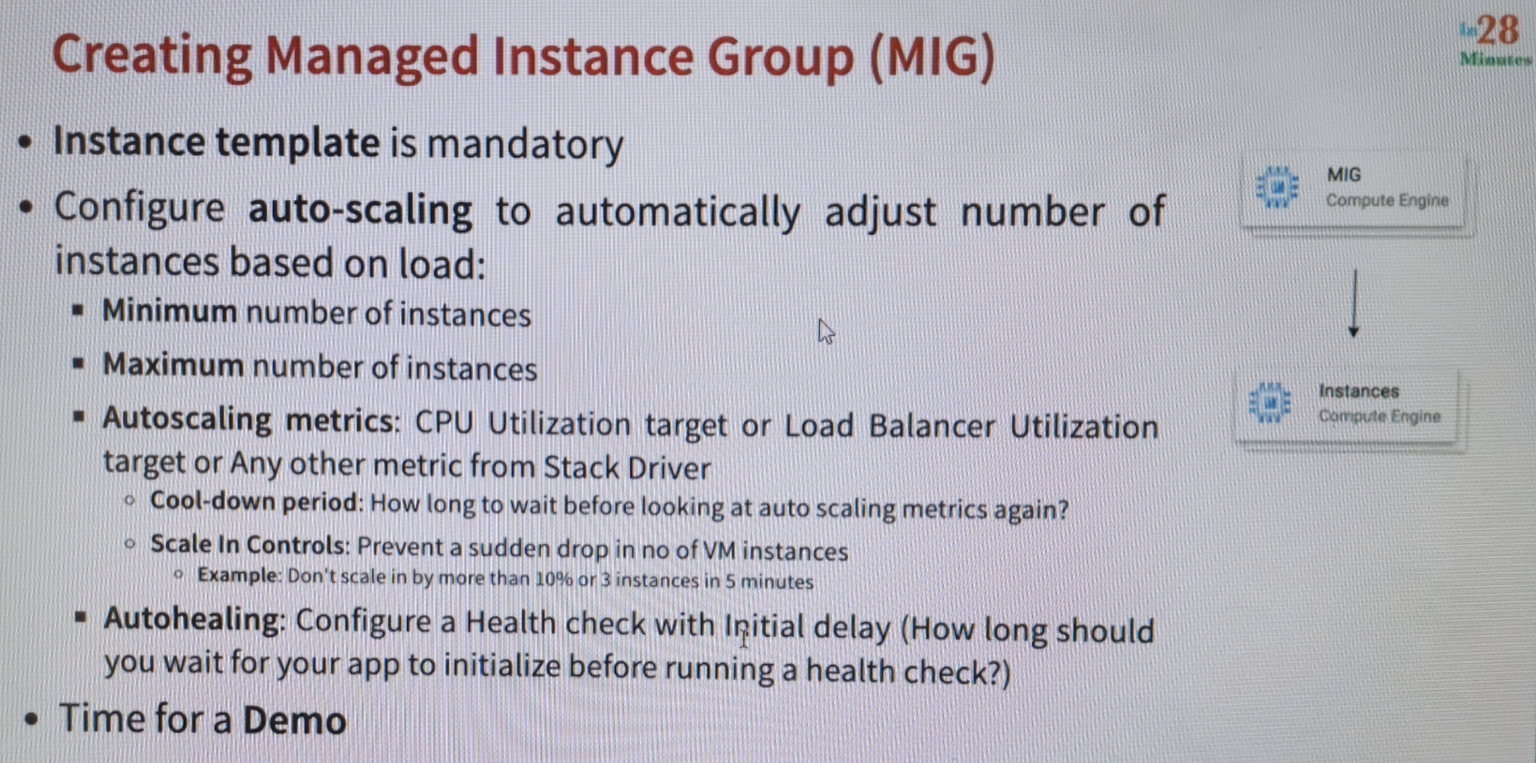 Creating Managed Instance Group (MIG)
In28
Minutes
• Instance template is mandatory
• Configure auto-scaling to automatically adjust number of
instances based on load:
▪ Minimum number of instances
▪ Maximum number of instances
▪ Autoscaling metrics: CPU Utilization target or Load Balancer Utilization
target or Any other metric from Stack Driver
○ Cool-down period: How long to wait before looking at auto scaling metrics again?
○ Scale In Controls: Prevent a sudden drop in no of VM instances
○ Example: Don't scale in by more than 10% or 3 instances in 5 minutes
▪ Autohealing: Configure a Health check with Initial delay (How long should
you wait for your app to initialize before running a health check?)
• Time for a Demo
MIG
Compute Engine
Instances
Compute Engine